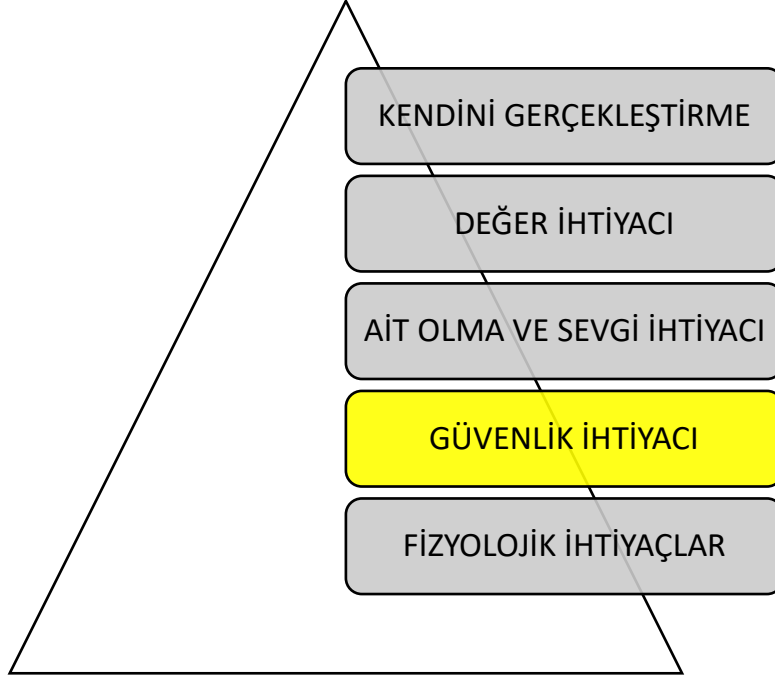 KENDİNİ GERÇEKLEŞTİRME
DEĞER İHTİYACI
AİT OLMA VE SEVGİ İHTİYACI
GÜVENLİK İHTİYACI
FİZYOLOJİK İHTİYAÇLAR